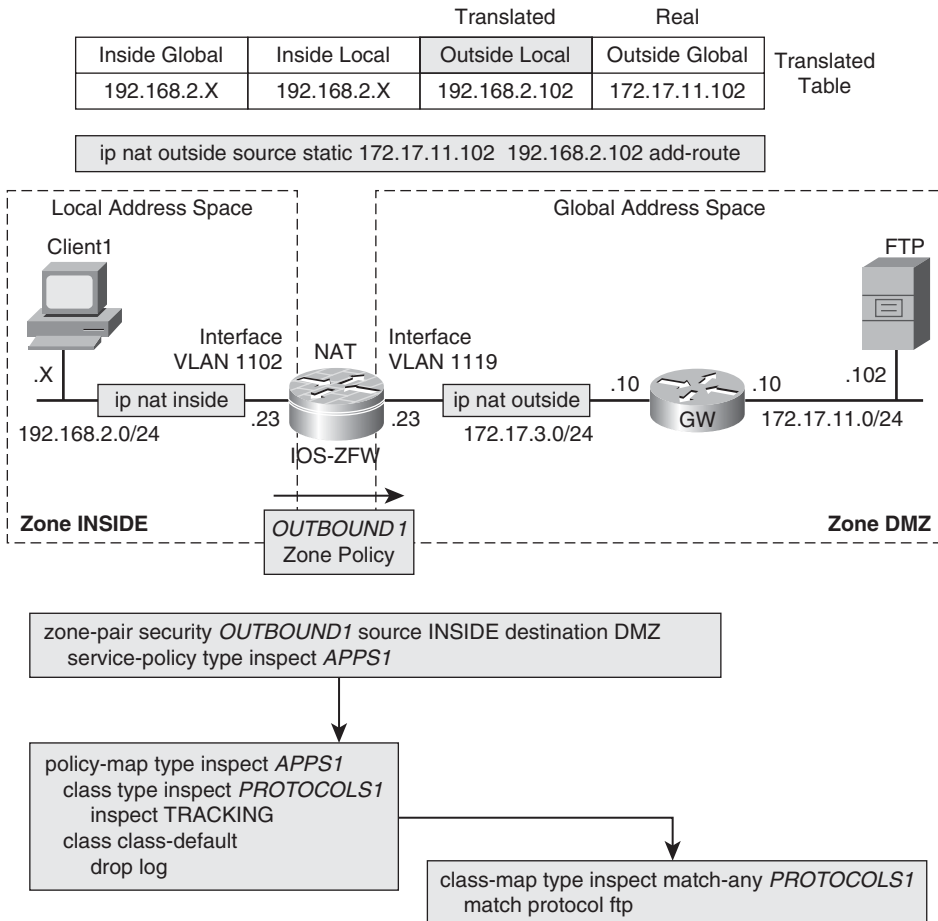 Translated Real
Inside Global Inside Local Outside Local Outside Global
192.168.2.X 192.168.2.X 192.168.2.102 172.17.11.102
Translated
Table
ip nat outside source static 172.17.11.102 192.168.2.102 add-route
Local Address Space
Global Address Space
Client1
FTP
Interface
VLAN 1102
NAT
Interface
VLAN 1119
.X
ip nat inside
.23
.23
ip nat outside
.10
GW
.10
.102
192.168.2.0/24
IOS-ZFW
172.17.3.0/24
172.17.11.0/24
Zone INSIDE
OUTBOUND1
Zone Policy
Zone DMZ
zone-pair security OUTBOUND1 source INSIDE destination DMZ
service-policy type inspect APPS1
policy-map type inspect APPS1
class type inspect PROTOCOLS1
inspect TRACKING
class class-default
drop log
class-map type inspect match-any PROTOCOLS1
match protocol ftp